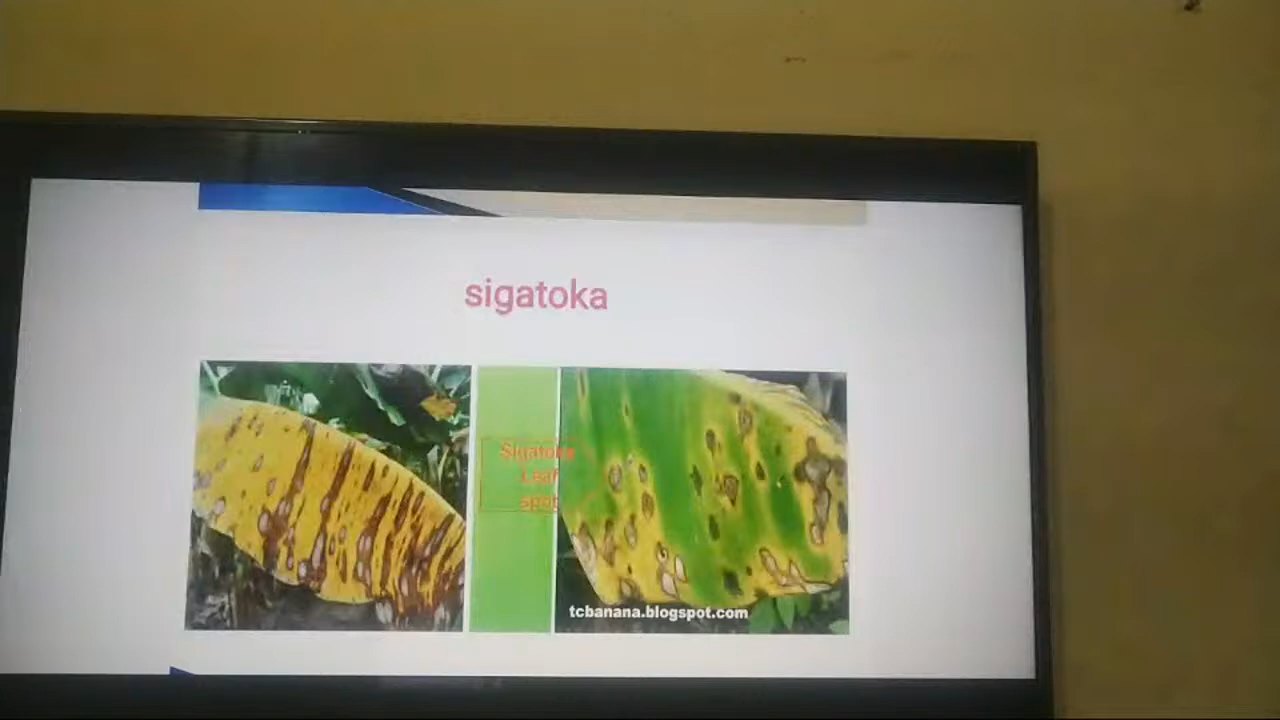 sigatoka
Sigatoka
Leaf
spot
tcbanana.blogspot.com